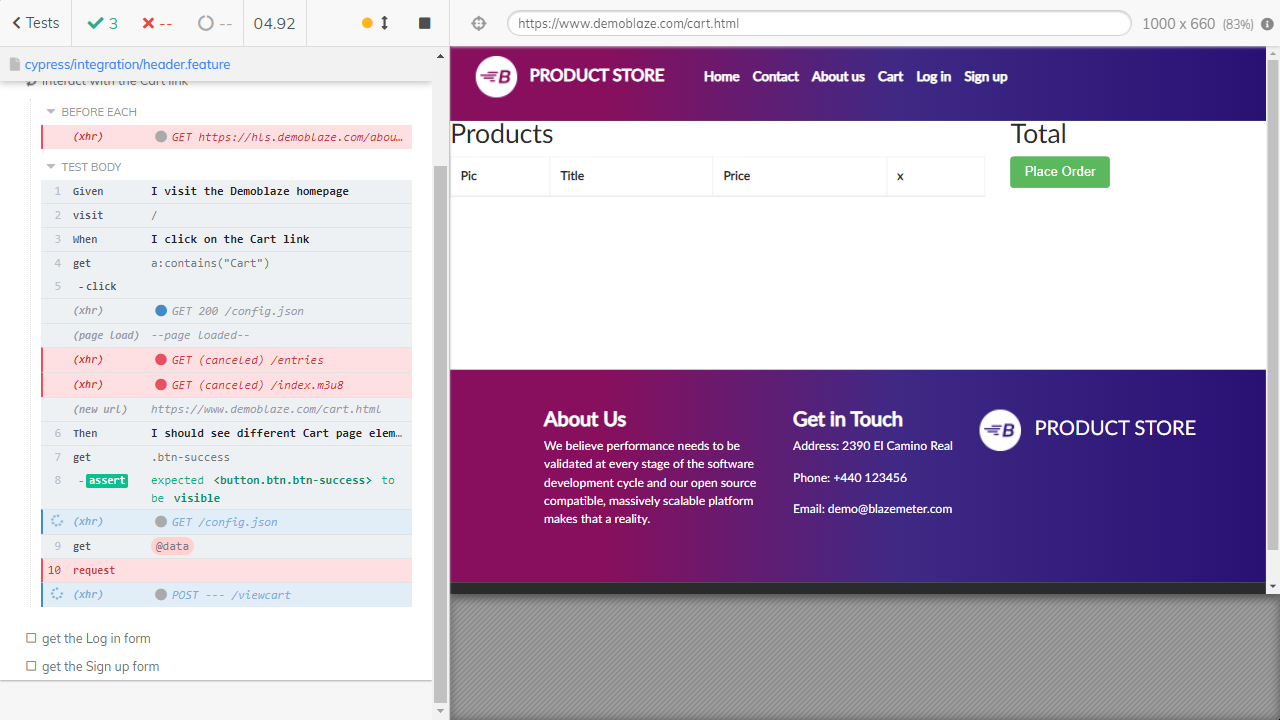 Tests
3
--
--
04.92
https://www.demoblaze.com/cart.html
1000 x 660 (83%)
cypress/integration/header.feature
interact with the Cart link
BEFORE EACH
(xhr) GET https://hls.demoblaze.com/abou…
TEST BODY
1 Given I visit the Demoblaze homepage
2 visit /
3 When I click on the Cart link
4 get a:contains("Cart")
5 -click
(xhr) GET 200 /config.json
(page load) --page loaded--
(xhr) GET (canceled) /entries
(xhr) GET (canceled) /index.m3u8
(new url) https://www.demoblaze.com/cart.html
6 Then I should see different Cart page elem…
7 get .btn-success
8 -assert expected <button.btn.btn-success> to
be visible
(xhr) GET /config.json
9 get @data
10 request
(xhr) POST --- /viewcart
get the Log in form
get the Sign up form
B PRODUCT STORE Home Contact About us Cart Log in Sign up
Products
Pic Title Price x
Total
Place Order
About Us
We believe performance needs to be
validated at every stage of the software
development cycle and our open source
compatible, massively scalable platform
makes that a reality.
Get in Touch
Address: 2390 El Camino Real
Phone: +440 123456
Email: demo@blazemeter.com
B PRODUCT STORE